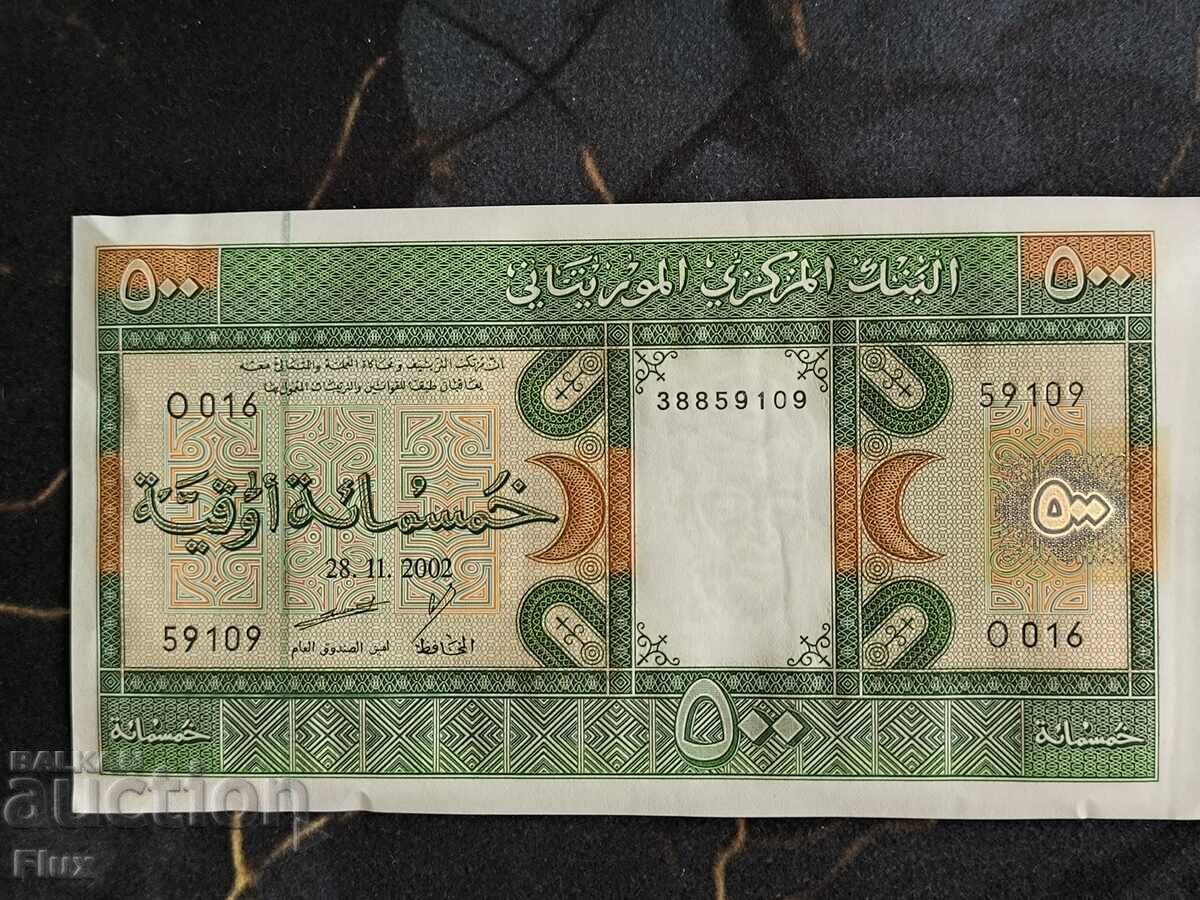 ٥٠٠ البنك المركزي الموريتاني ٥٠٠
O 016
38859109
59109
خمسمائة أوقية
٥٠٠
28. 11. 2002
59109
O 016
المحافظ
امين الصندوق العام
خمسمائة
٥٠٠
خمسمائة
BALKAN
auction
Flux